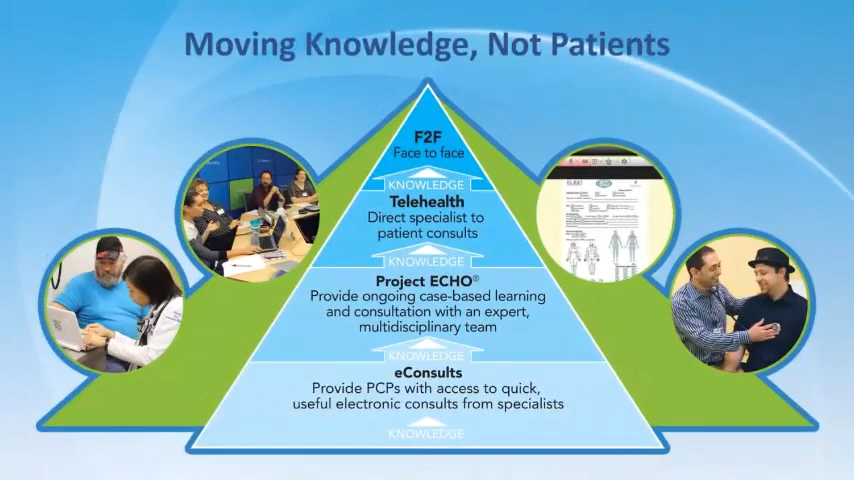 Moving Knowledge, Not Patients
F2F
Face to face
KNOWLEDGE
Telehealth
Direct specialist to
patient consults
KNOWLEDGE
Project ECHO®
Provide ongoing case-based learning
and consultation with an expert,
multidisciplinary team
KNOWLEDGE
eConsults
Provide PCPs with access to quick,
useful electronic consults from specialists
KNOWLEDGE